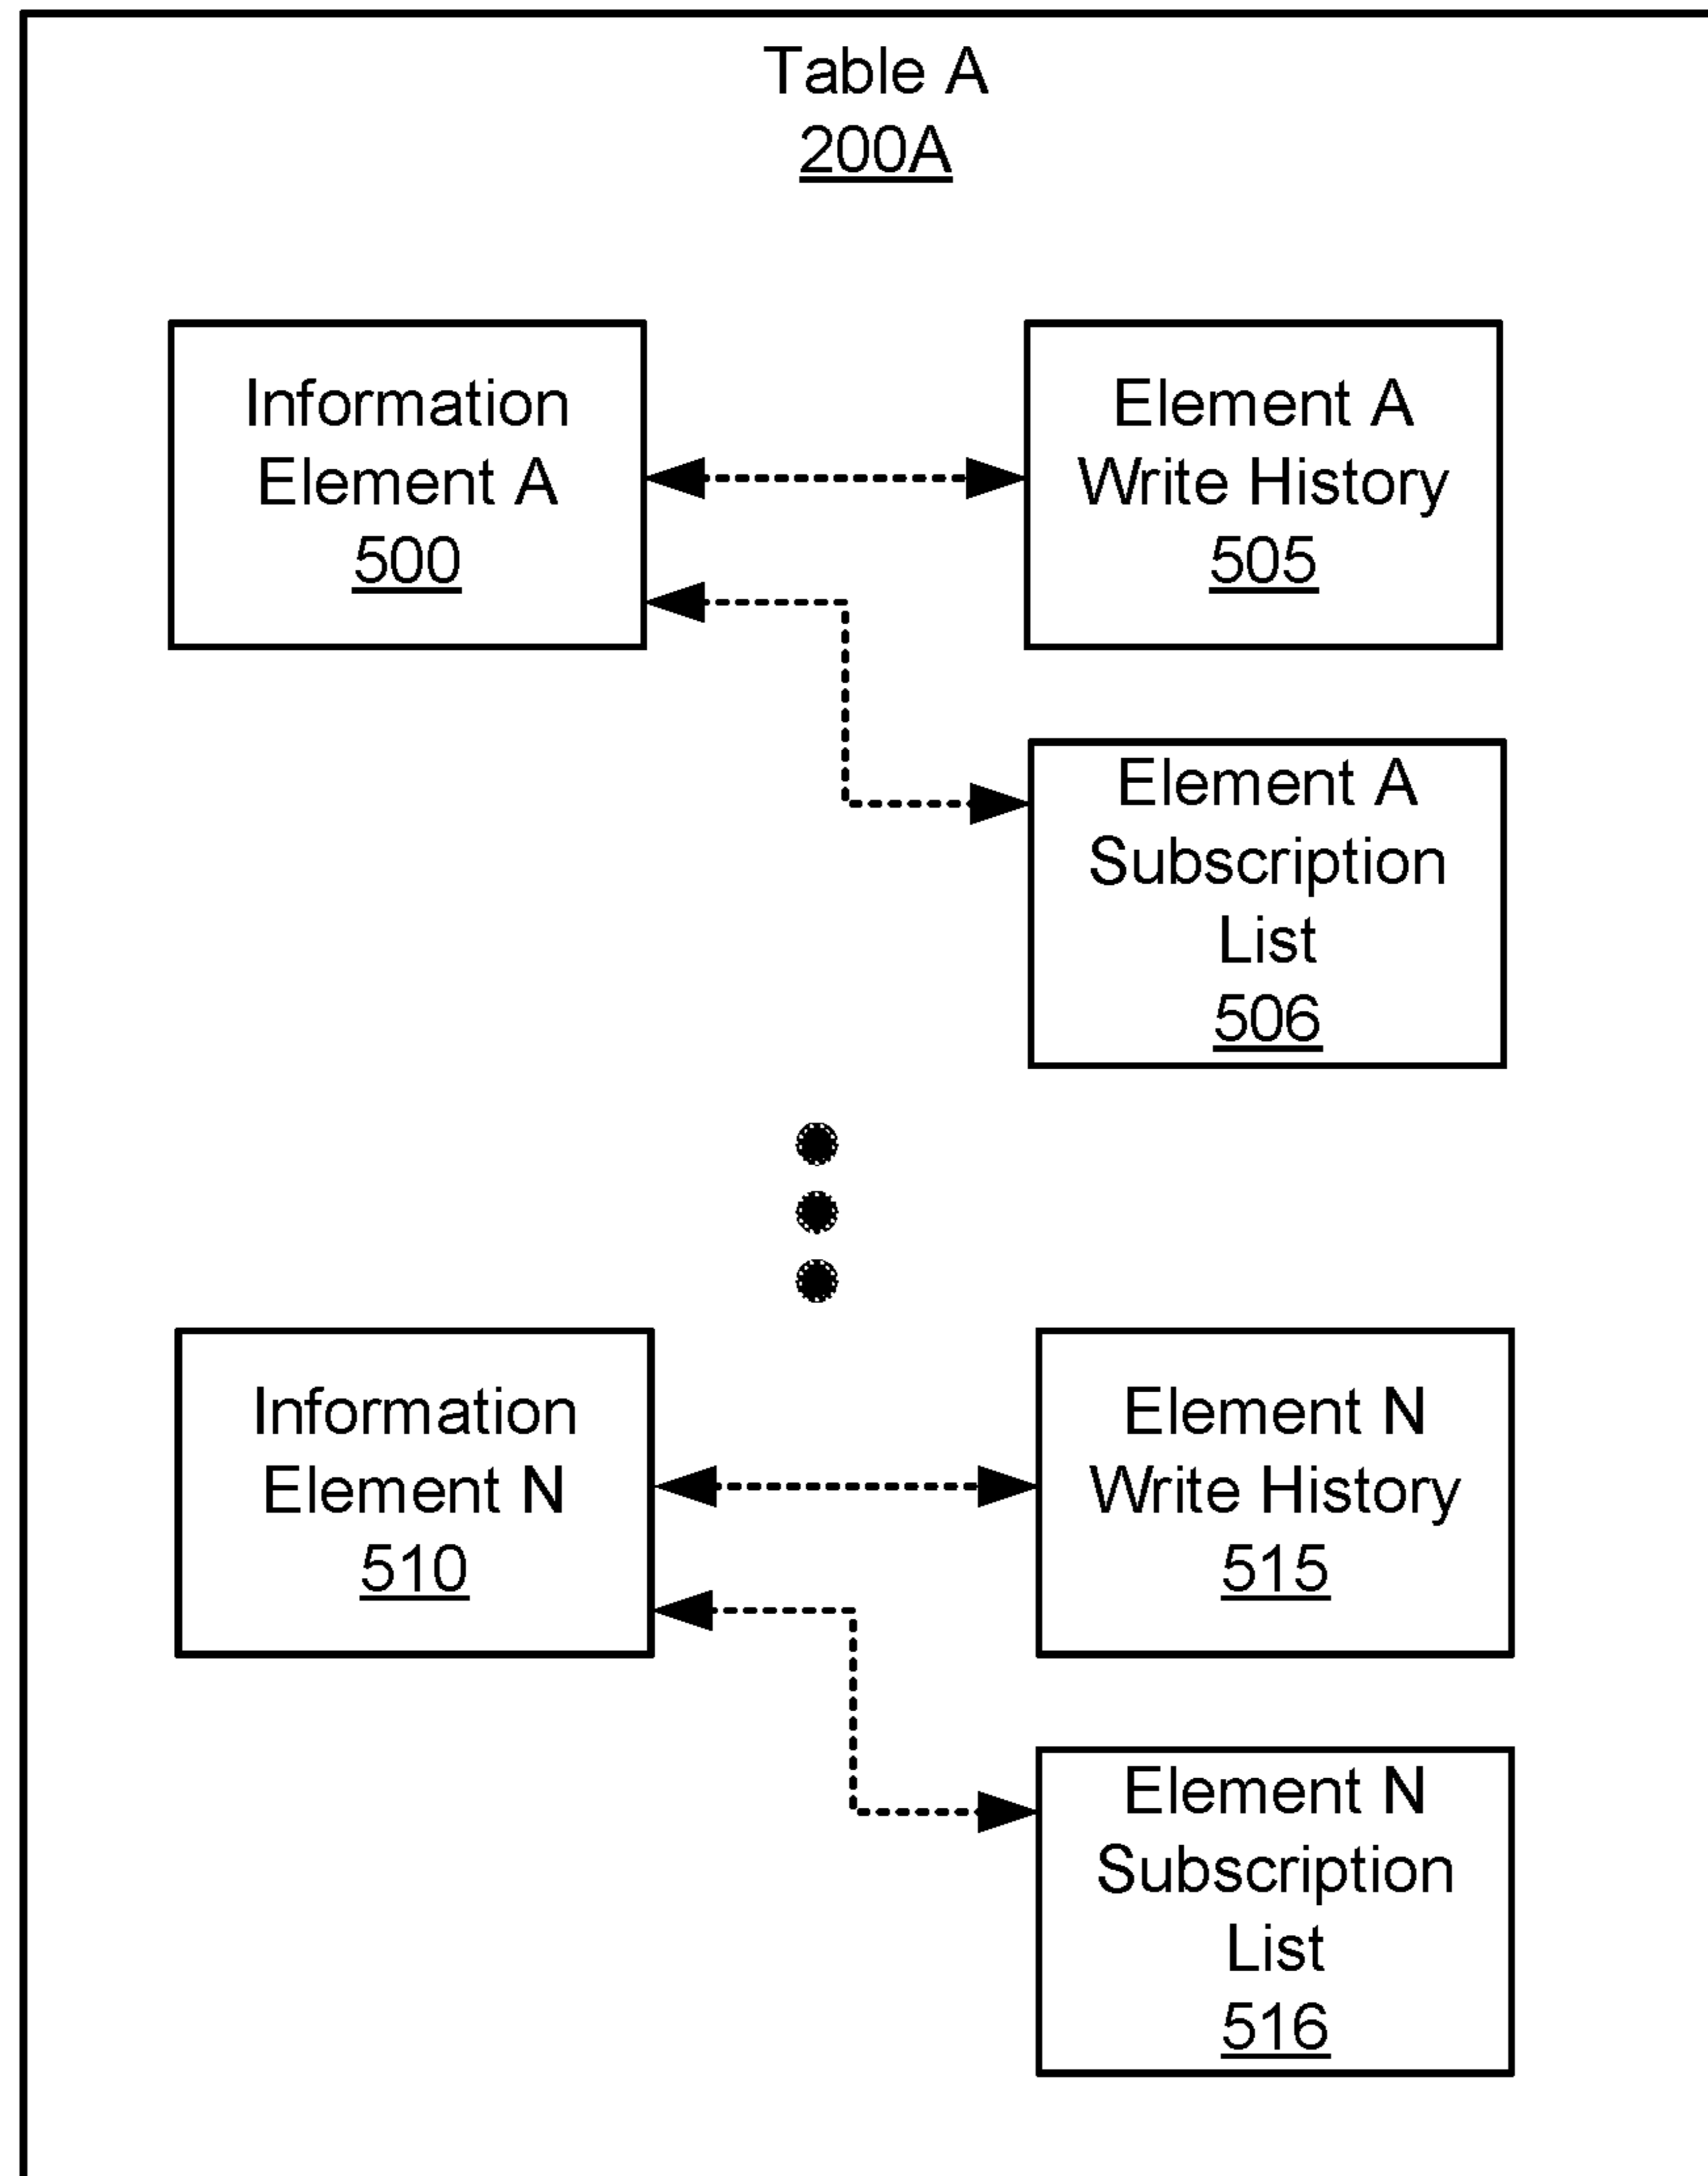 Table A
200A
Information
Element A
500
Element A
Write History
505
Element A
Subscription
List
506
Information
Element N
510
Element N
Write History
515
Element N
Subscription
List
516